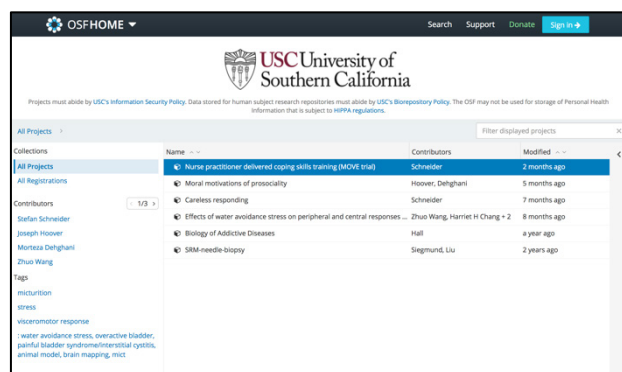 OSFHOME
Search Support Donate Sign in
USC University of
Southern California
Projects must abide by USC's Information Security Policy. Data stored for human subject research repositories must abide by USC's Biorepository Policy. The OSF may not be used for storage of Personal Health
Information that is subject to HIPPA regulations.
All Projects
Filter displayed projects
Collections
All Projects
All Registrations
Contributors 1/3
Stefan Schneider
Joseph Hoover
Morteza Dehghani
Zhuo Wang
Tags
micturition
stress
visceromotor response
: water avoidance stress, overactive bladder,
painful bladder syndrome/interstitial cystitis,
animal model, brain mapping, mict
Name Contributors Modified
Nurse practitioner delivered coping skills training (MOVE trial) Schneider 2 months ago
Moral motivations of prosociality Hoover, Dehghani 5 months ago
Careless responding Schneider 7 months ago
Effects of water avoidance stress on peripheral and central responses ... Zhuo Wang, Harriet H Chang + 2 8 months ago
Biology of Addictive Diseases Hall a year ago
SRM-needle-biopsy Siegmund, Liu 2 years ago